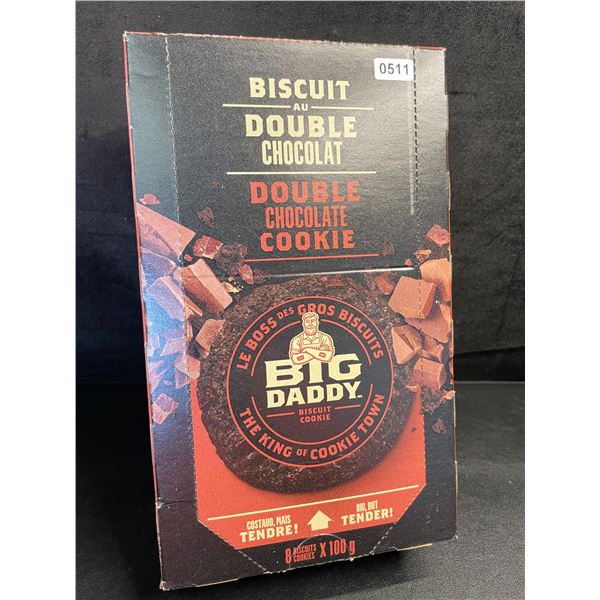 0511
BISCUIT
AU
DOUBLE
CHOCOLAT
DOUBLE
CHOCOLATE
COOKIE
LE BOSS DES GROS BISCUITS
BIG
DADDY
BISCUIT
COOKIE
THE KING OF COOKIE TOWN
COSTAUD, MAIS
TENDRE!
BIG, BUT
TENDER!
8 BISCUITS
COOKIES X 100 g